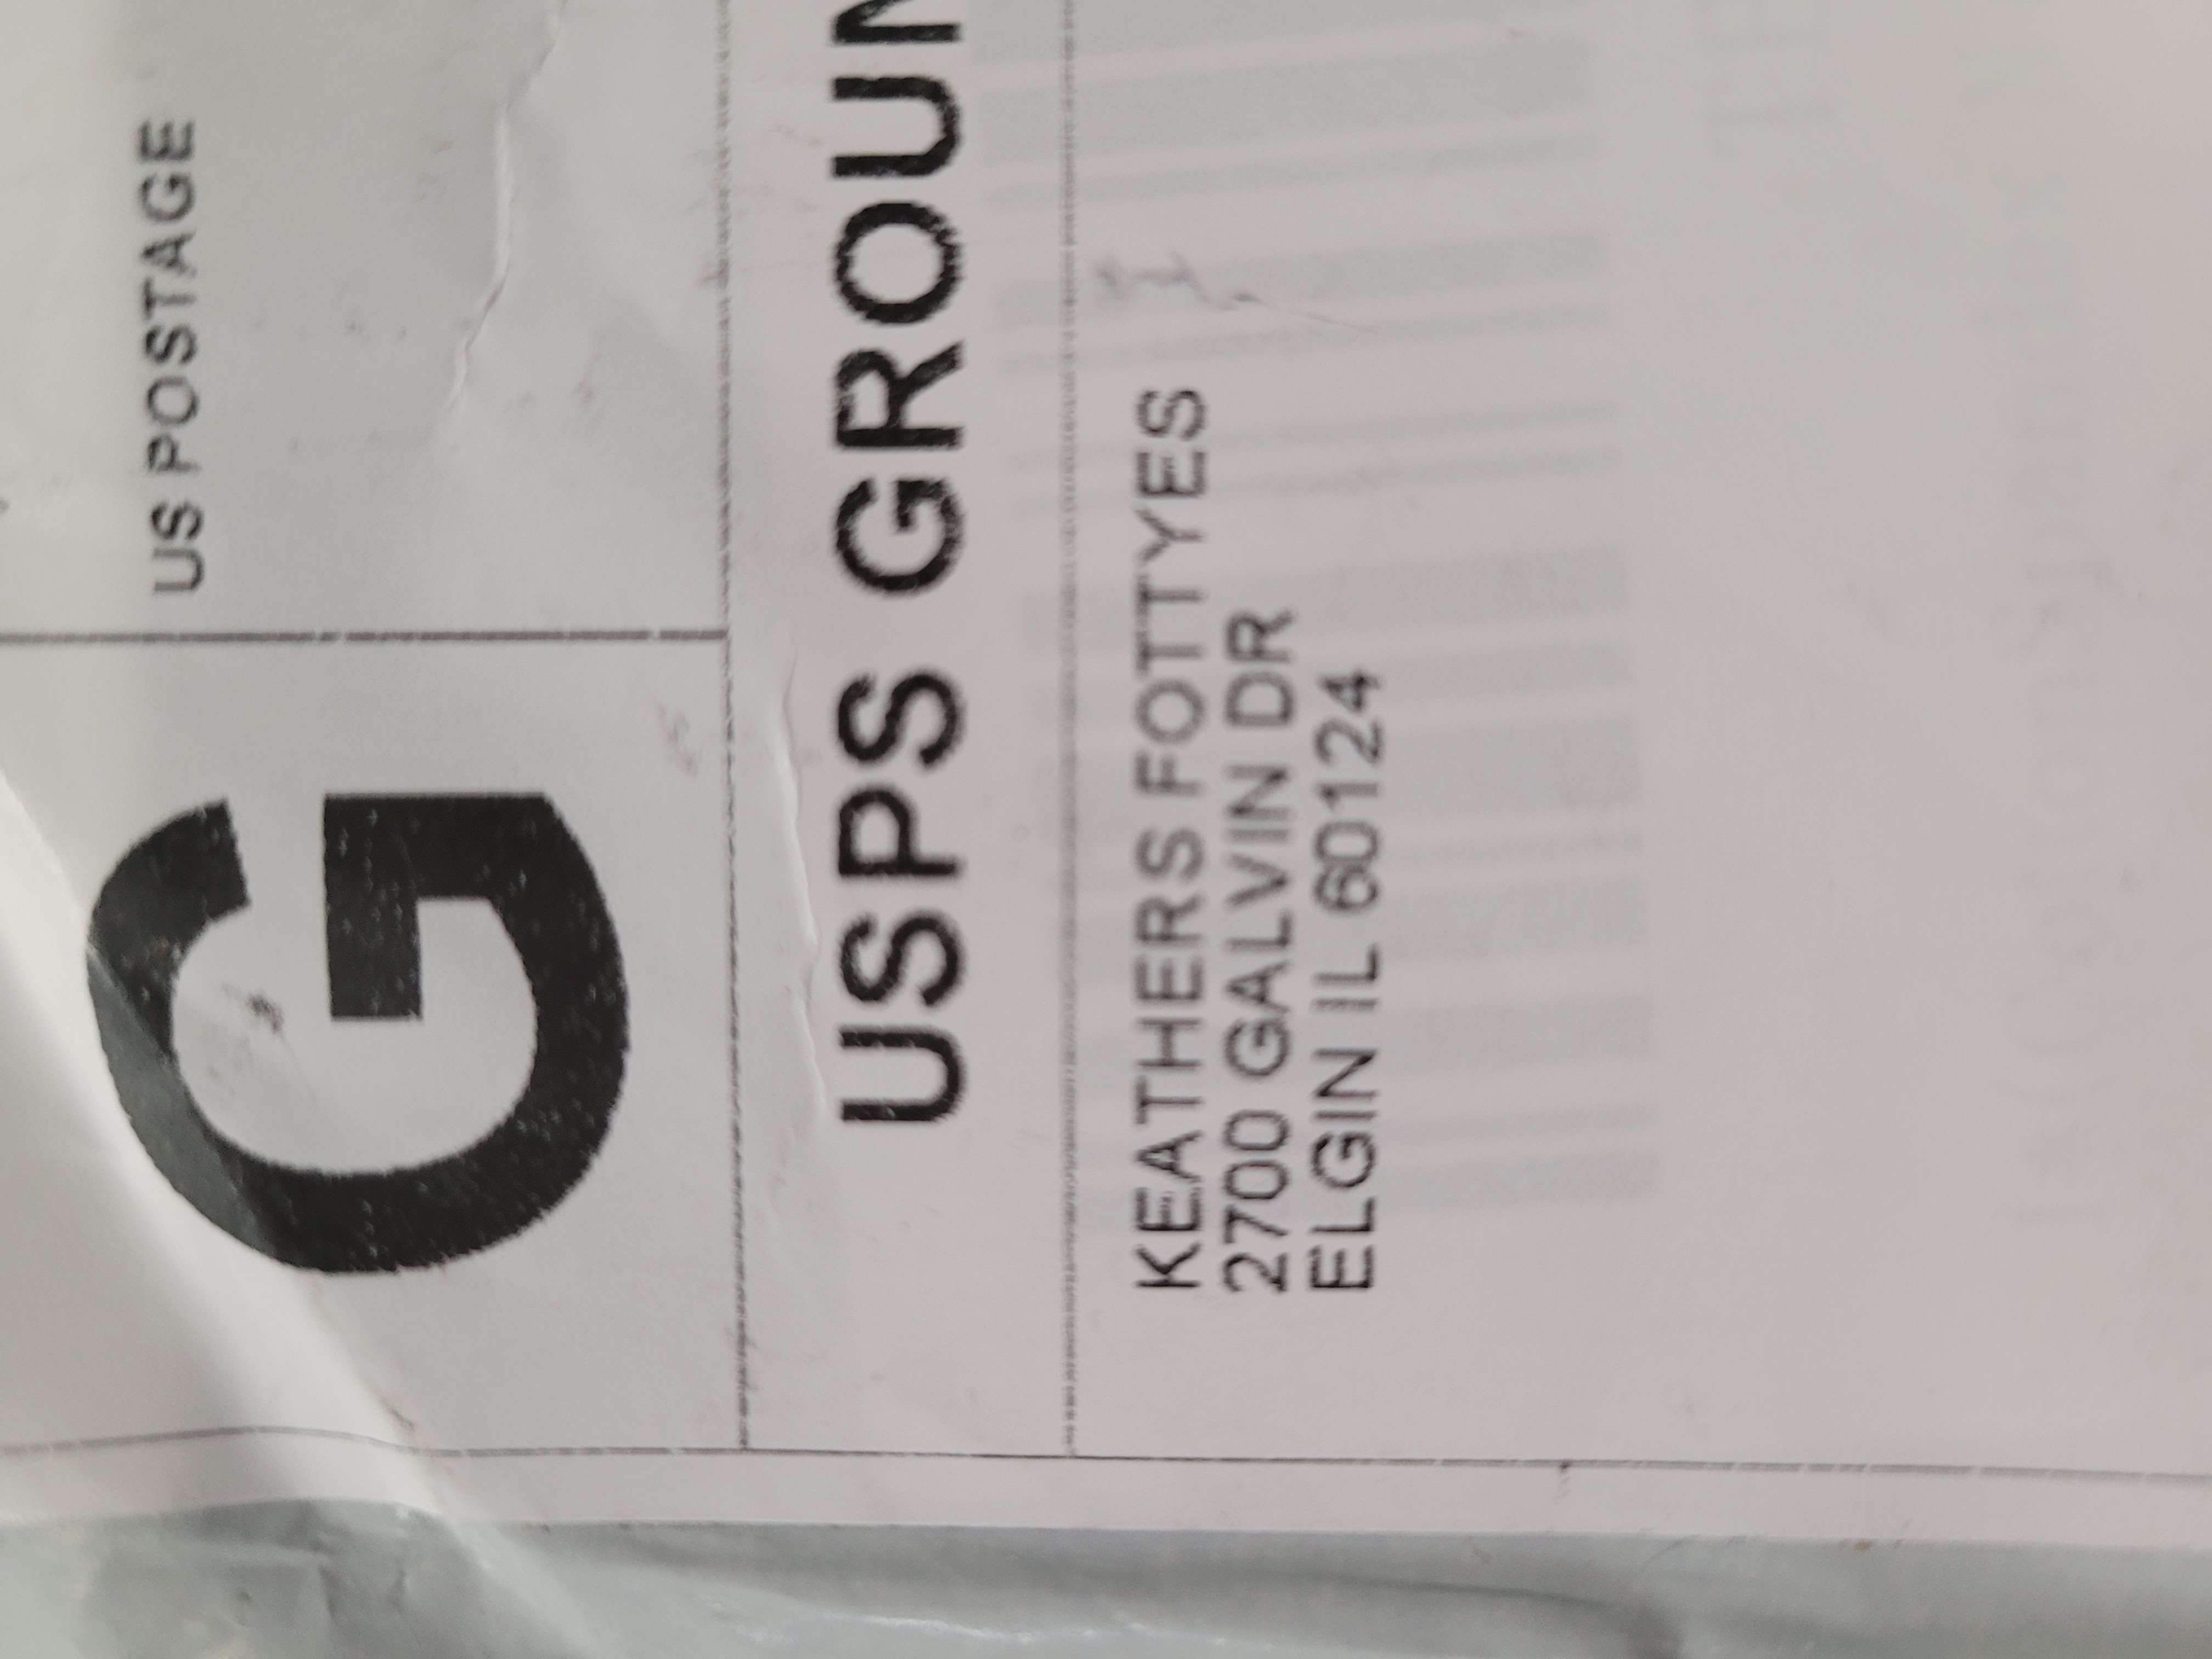 G
US POSTAGE
USPS GROUN
KEATHERS FOTTYES
2700 GALVIN DR
ELGIN IL 60124